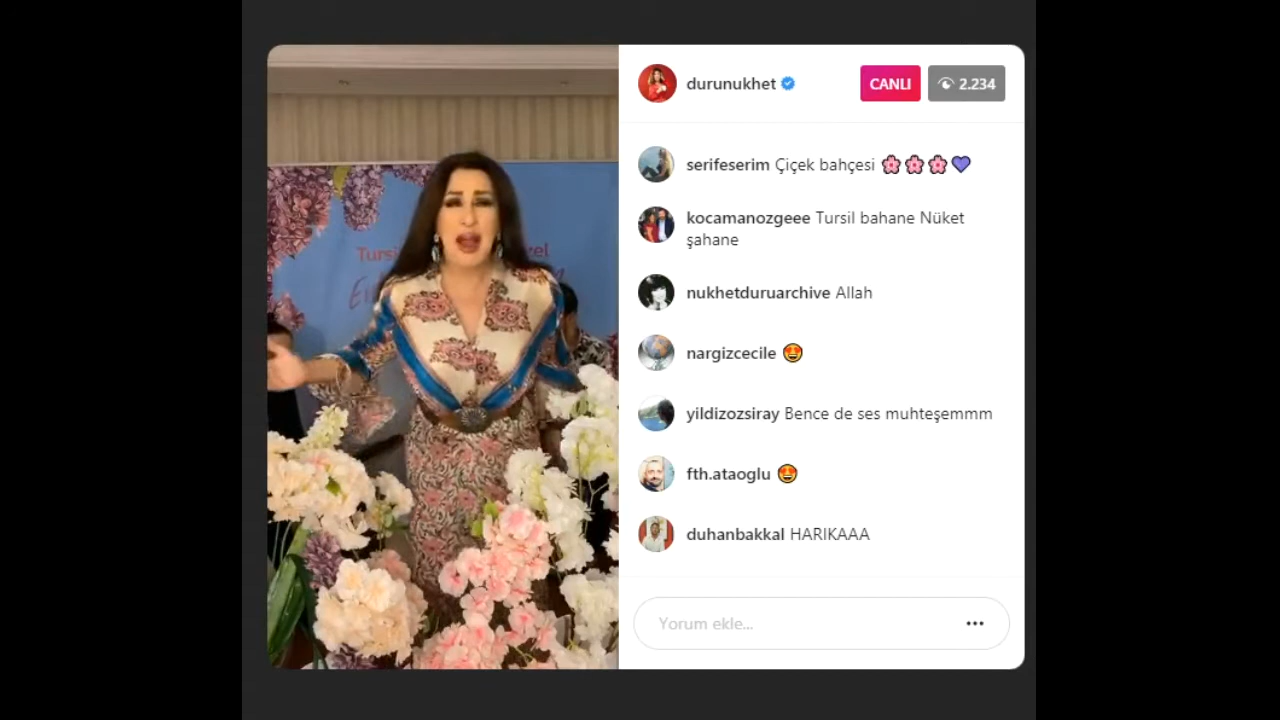 durunukhet
CANLI
2.234
serifeserim Çiçek bahçesi 🌸🌸🌸💜
kocamanozgeee Tursil bahane Nüket
şahane
nukhetduruarchive Allah
nargizcecile 😍
yildizozsiray Bence de ses muhteşemmm
fth.ataoglu 😍
duhanbakkal HARIKAAA
Yorum ekle...